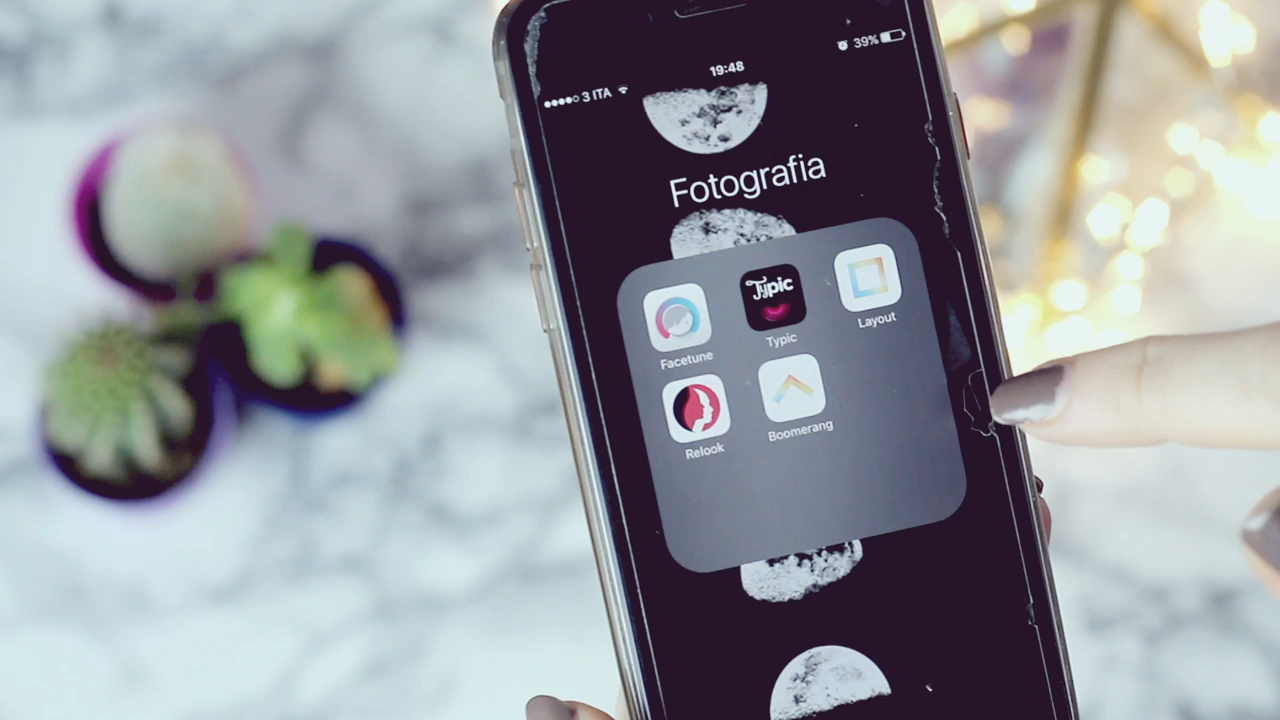 19:48
39%
3 ITA
Fotografia
Typic
Facetune
Typic
Layout
Relook
Boomerang